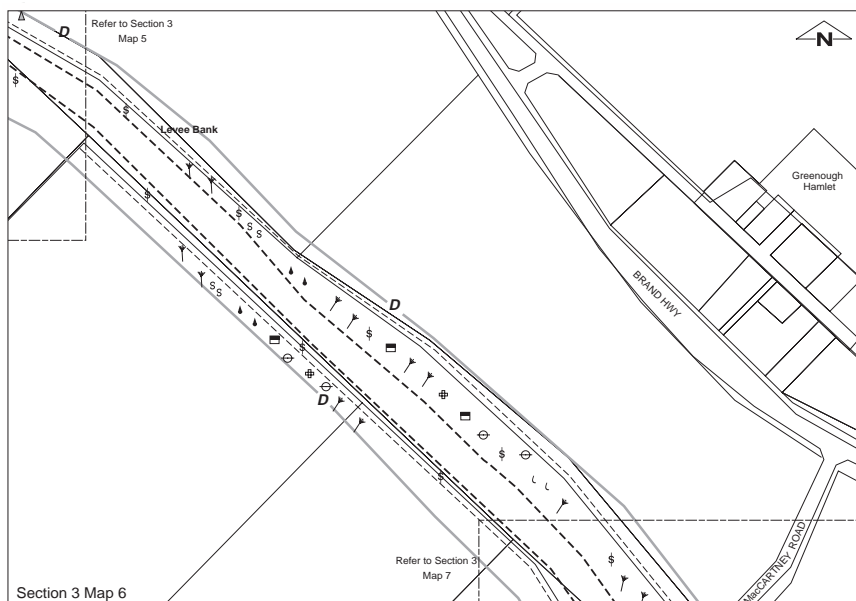 Refer to Section 3
Map 5
D
N
Levee Bank
Greenough
Hamlet
BRAND HWY
D
D
Refer to Section 3
Map 7
MacCARTNEY ROAD
Section 3 Map 6